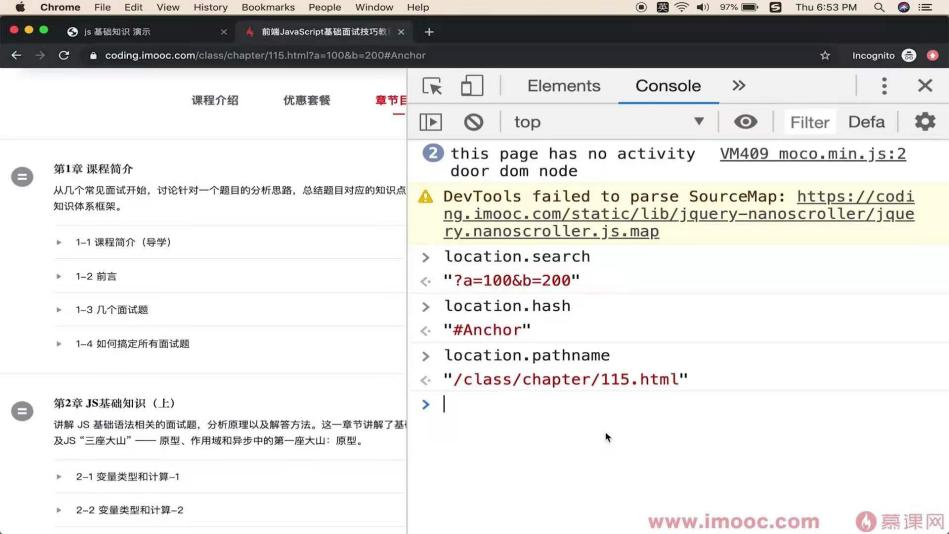 Chrome File Edit View History Bookmarks People Window Help 97% Thu 6:53 PM
js 基础知识 演示
前端JavaScript基础面试技巧教
coding.imooc.com/class/chapter/115.html?a=100&b=200#Anchor Incognito
课程介绍 优惠套餐 章节目
第1章 课程简介
从几个常见面试开始，讨论针对一个题目的分析思路，总结题目对应的知识点
知识体系框架。
1-1 课程简介（导学）
1-2 前言
1-3 几个面试题
1-4 如何搞定所有面试题
第2章 JS基础知识（上）
讲解 JS 基础语法相关的面试题，分析原理以及解答方法。这一章节讲解了基
及JS“三座大山”—— 原型、作用域和异步中的第一座大山：原型。
2-1 变量类型和计算-1
2-2 变量类型和计算-2
Elements Console »
top Filter Defa
2 this page has no activity VM409 moco.min.js:2
door dom node
DevTools failed to parse SourceMap: https://codi
ng.imooc.com/static/lib/jquery-nanoscroller/jque
ry.nanoscroller.js.map
> location.search
"?a=100&b=200"
> location.hash
"#Anchor"
> location.pathname
"/class/chapter/115.html"
>
www.imooc.com 慕课网